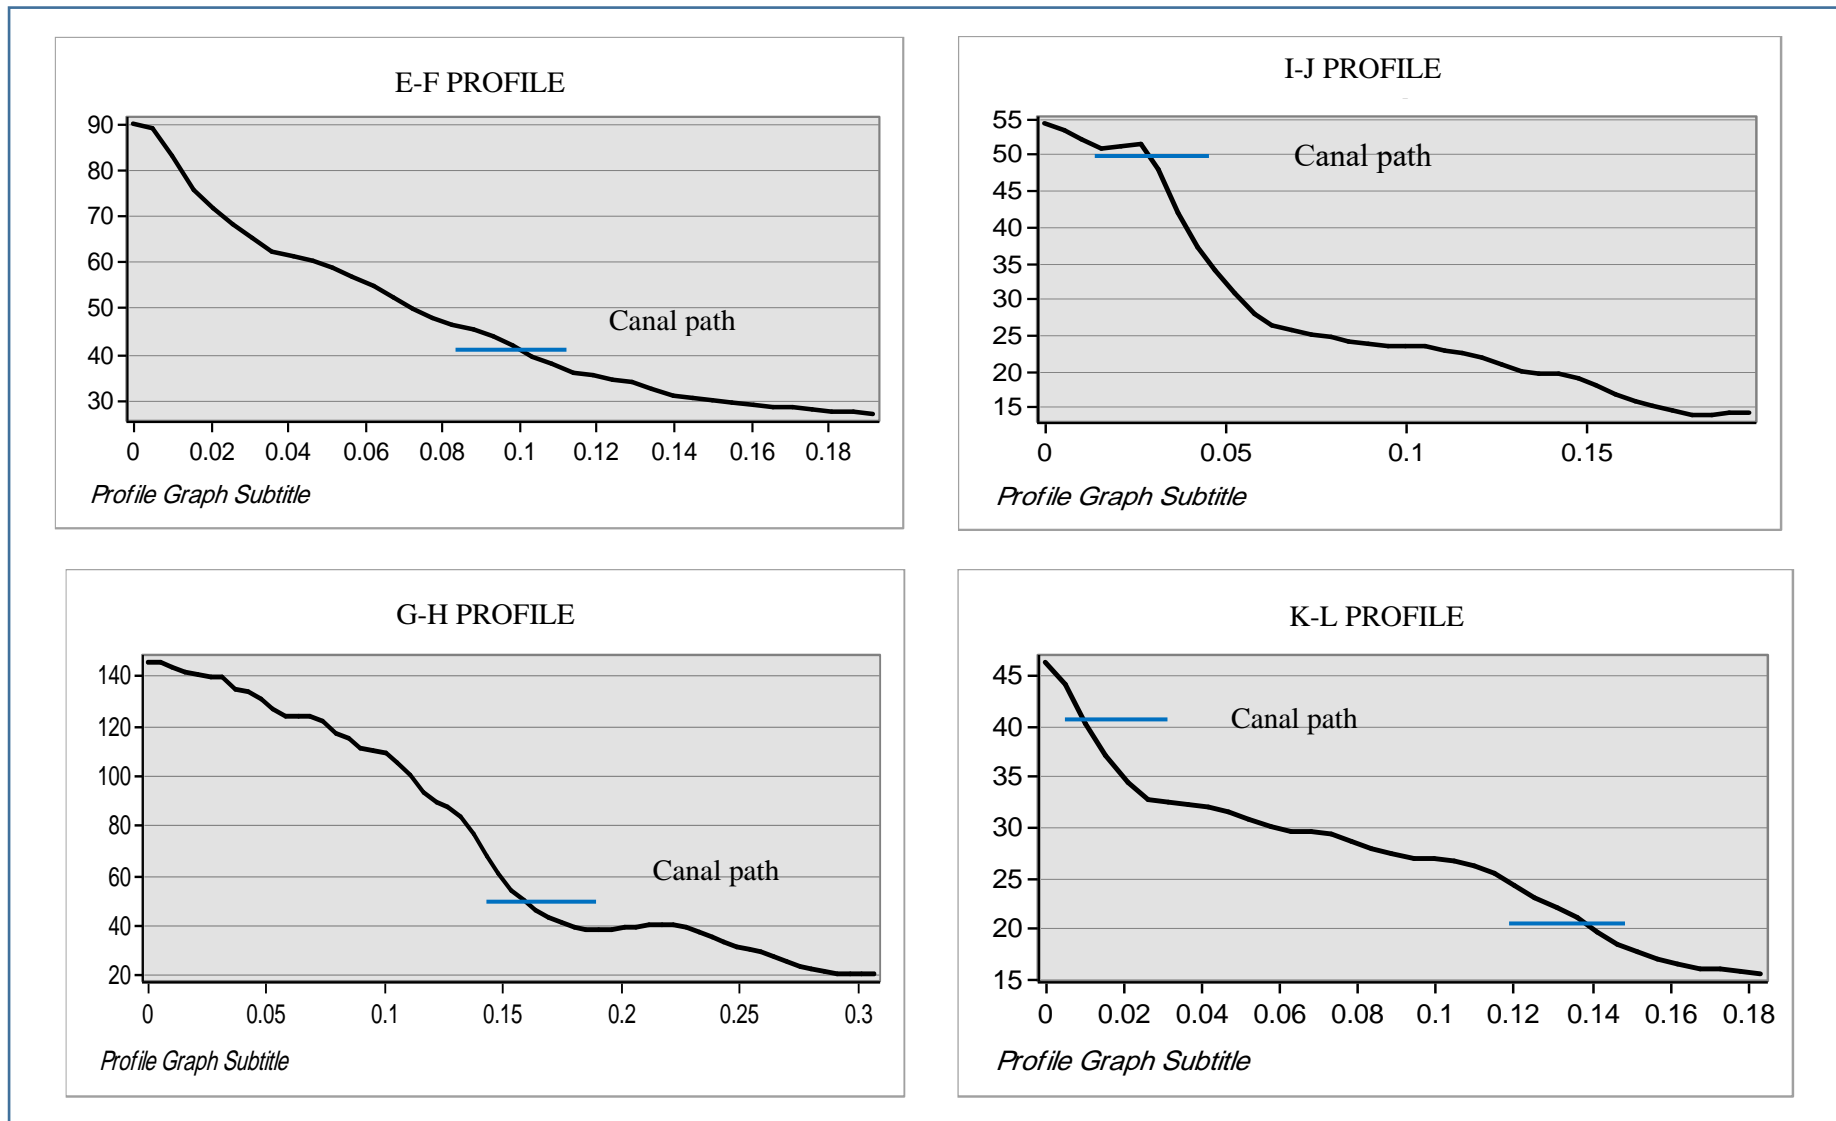 E-F PROFILE
90
80
70
60
50
40
30
Canal path
0 0.02 0.04 0.06 0.08 0.1 0.12 0.14 0.16 0.18
Profile Graph Subtitle
I-J PROFILE
55
50
45
40
35
30
25
20
15
Canal path
0 0.05 0.1 0.15
Profile Graph Subtitle
G-H PROFILE
140
120
100
80
60
40
20
Canal path
0 0.05 0.1 0.15 0.2 0.25 0.3
Profile Graph Subtitle
K-L PROFILE
45
40
35
30
25
20
15
Canal path
0 0.02 0.04 0.06 0.08 0.1 0.12 0.14 0.16 0.18
Profile Graph Subtitle